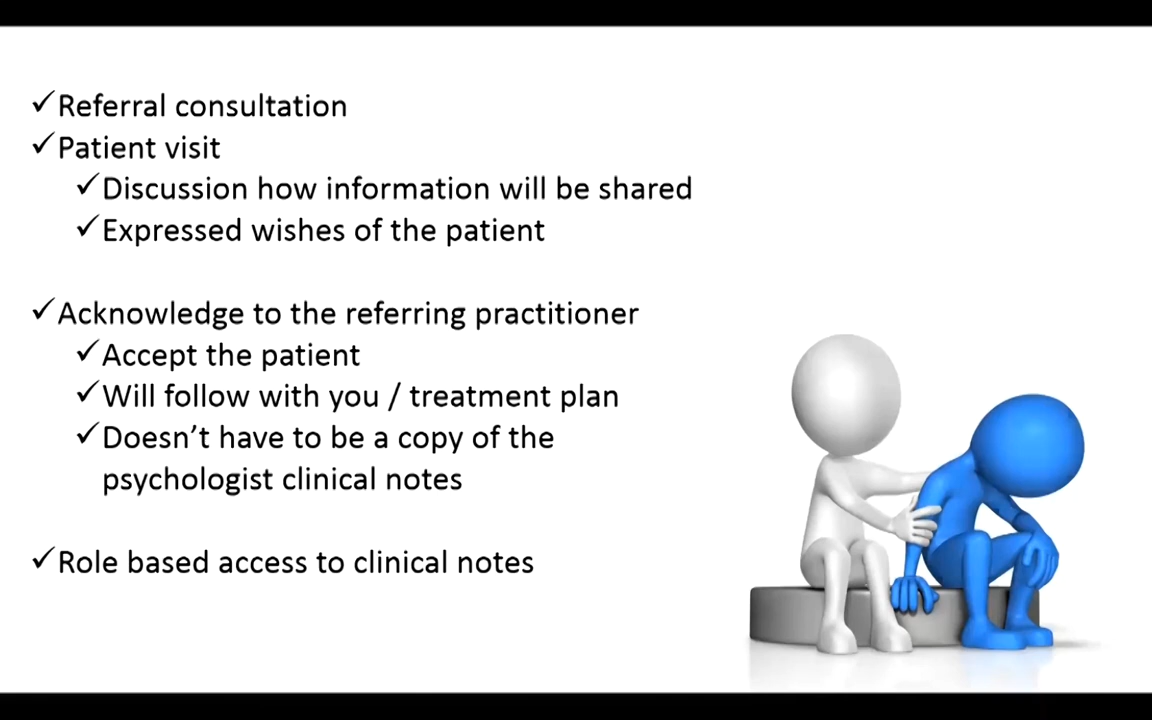 ✓Referral consultation
✓Patient visit
✓Discussion how information will be shared
✓Expressed wishes of the patient
✓Acknowledge to the referring practitioner
✓Accept the patient
✓Will follow with you / treatment plan
✓Doesn’t have to be a copy of the
psychologist clinical notes
✓Role based access to clinical notes